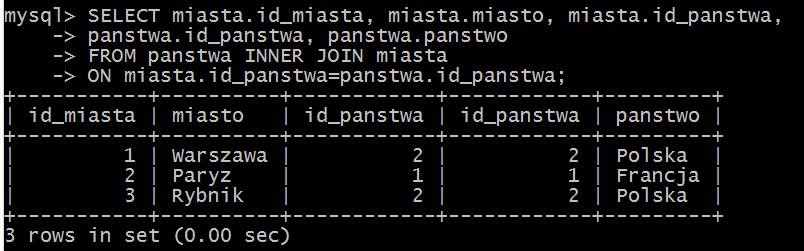 mysql> SELECT miasta.id_miasta, miasta.miasto, miasta.id_panstwa,
    -> panstwa.id_panstwa, panstwa.panstwo
    -> FROM panstwa INNER JOIN miasta
    -> ON miasta.id_panstwa=panstwa.id_panstwa;
+-----------+----------+------------+------------+---------+
| id_miasta | miasto   | id_panstwa | id_panstwa | panstwo |
+-----------+----------+------------+------------+---------+
|         1 | Warszawa |          2 |          2 | Polska  |
|         2 | Paryz    |          1 |          1 | Francja |
|         3 | Rybnik   |          2 |          2 | Polska  |
+-----------+----------+------------+------------+---------+
3 rows in set (0.00 sec)